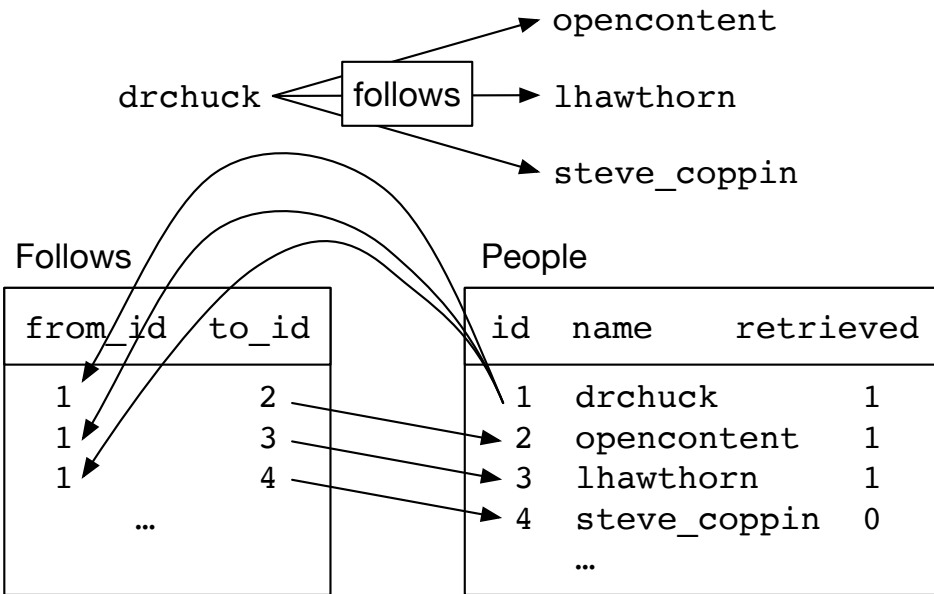 opencontent
drchuck follows lhawthorn
steve_coppin
Follows
from_id to_id
1 2
1 3
1 4
…
People
id name retrieved
1 drchuck 1
2 opencontent 1
3 lhawthorn 1
4 steve_coppin 0
…